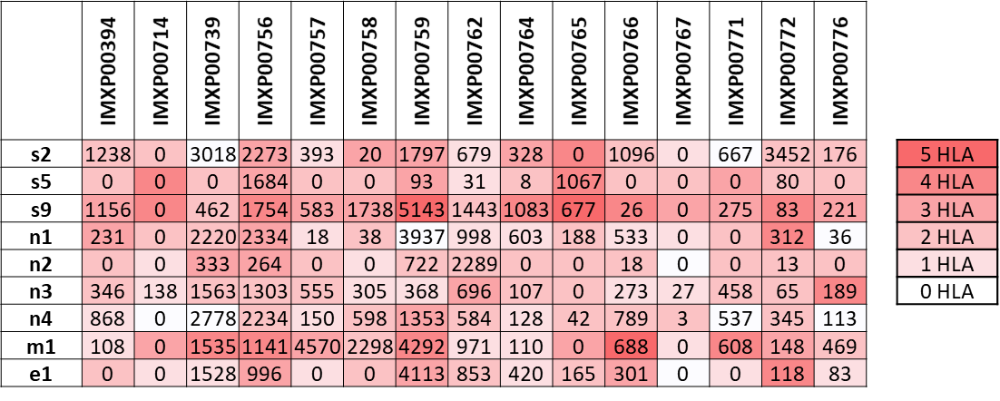 IMXP00394 IMXP00714 IMXP00739 IMXP00756 IMXP00757 IMXP00758 IMXP00759 IMXP00762 IMXP00764 IMXP00765 IMXP00766 IMXP00767 IMXP00771 IMXP00772 IMXP00776
s2 1238 0 3018 2273 393 20 1797 679 328 0 1096 0 667 3452 176 5 HLA
s5 0 0 0 1684 0 0 93 31 8 1067 0 0 0 80 0 4 HLA
s9 1156 0 462 1754 583 1738 5143 1443 1083 677 26 0 275 83 221 3 HLA
n1 231 0 2220 2334 18 38 3937 998 603 188 533 0 0 312 36 2 HLA
n2 0 0 333 264 0 0 722 2289 0 0 18 0 0 13 0 1 HLA
n3 346 138 1563 1303 555 305 368 696 107 0 273 27 458 65 189 0 HLA
n4 868 0 2778 2234 150 598 1353 584 128 42 789 3 537 345 113
m1 108 0 1535 1141 4570 2298 4292 971 110 0 688 0 608 148 469
e1 0 0 1528 996 0 0 4113 853 420 165 301 0 0 118 83